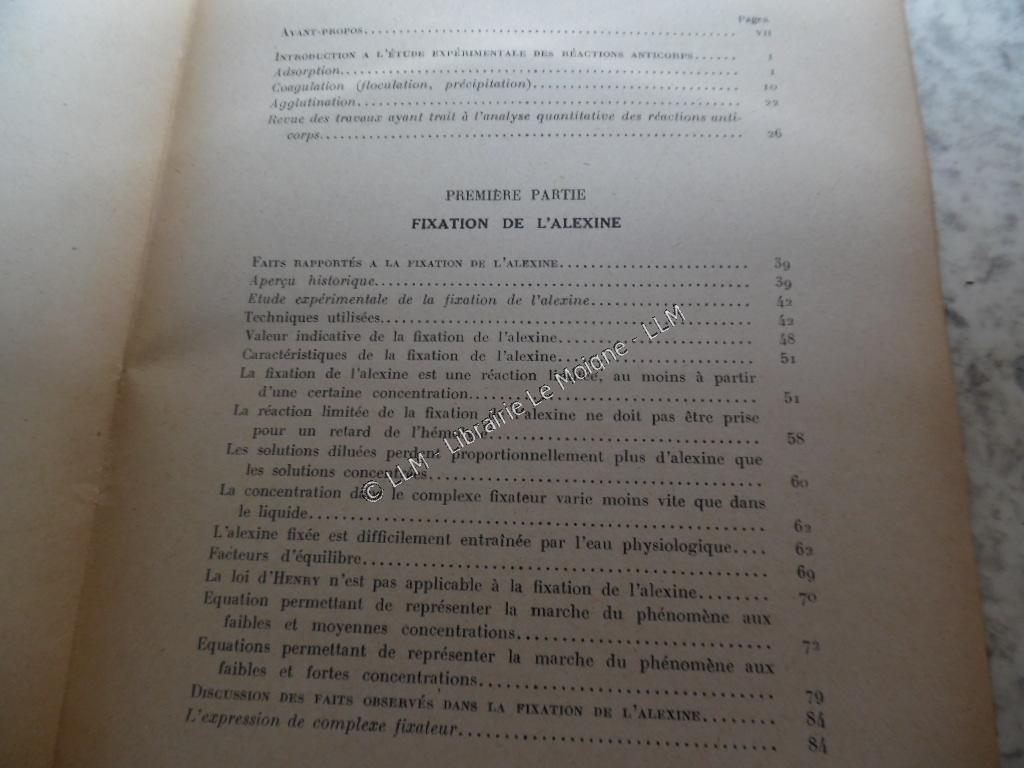 Pages
AVANT-PROPOS VII
INTRODUCTION A L'ÉTUDE EXPÉRIMENTALE DES RÉACTIONS ANTICORPS 1
Adsorption 1
Coagulation (floculation, précipitation) 10
Agglutination 22
Revue des travaux ayant trait à l'analyse quantitative des réactions anti-
corps 26
PREMIÈRE PARTIE
FIXATION DE L'ALEXINE
FAITS RAPPORTÉS A LA FIXATION DE L'ALEXINE 39
Aperçu historique 39
Etude expérimentale de la fixation de l'alexine 42
Techniques utilisées 42
Valeur indicative de la fixation de l'alexine 48
Caractéristiques de la fixation de l'alexine 51
La fixation de l'alexine est une réaction limitée, au moins à partir
d'une certaine concentration 51
La réaction limitée de la fixation de l'alexine ne doit pas être prise
pour un retard de l'hémolyse 58
Les solutions diluées perdent proportionnellement plus d'alexine que
les solutions concentrées 60
La concentration dans le complexe fixateur varie moins vite que dans
le liquide 62
L'alexine fixée est difficilement entraînée par l'eau physiologique 62
Facteurs d'équilibre 69
La loi d'HENRY n'est pas applicable à la fixation de l'alexine 70
Equation permettant de représenter la marche du phénomène aux
faibles et moyennes concentrations 72
Equations permettant de représenter la marche du phénomène aux
faibles et fortes concentrations 79
DISCUSSION DES FAITS OBSERVÉS DANS LA FIXATION DE L'ALEXINE 84
L'expression de complexe fixateur 84
© LLM - Librairie Le Moigne - LLM